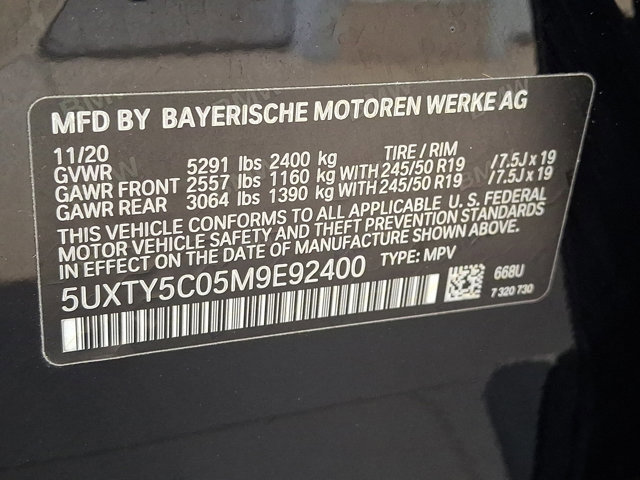 MFD BY BAYERISCHE MOTOREN WERKE AG
11/20 TIRE / RIM
GVWR 5291 lbs 2400 kg
GAWR FRONT 2557 lbs 1160 kg WITH 245/50 R19 /7.5J x 19
GAWR REAR 3064 lbs 1390 kg WITH 245/50 R19 /7.5J x 19
THIS VEHICLE CONFORMS TO ALL APPLICABLE U. S. FEDERAL
MOTOR VEHICLE SAFETY AND THEFT PREVENTION STANDARDS
IN EFFECT ON THE DATE OF MANUFACTURE SHOWN ABOVE.
5UXTY5C05M9E92400 TYPE: MPV
668U
7 320 730